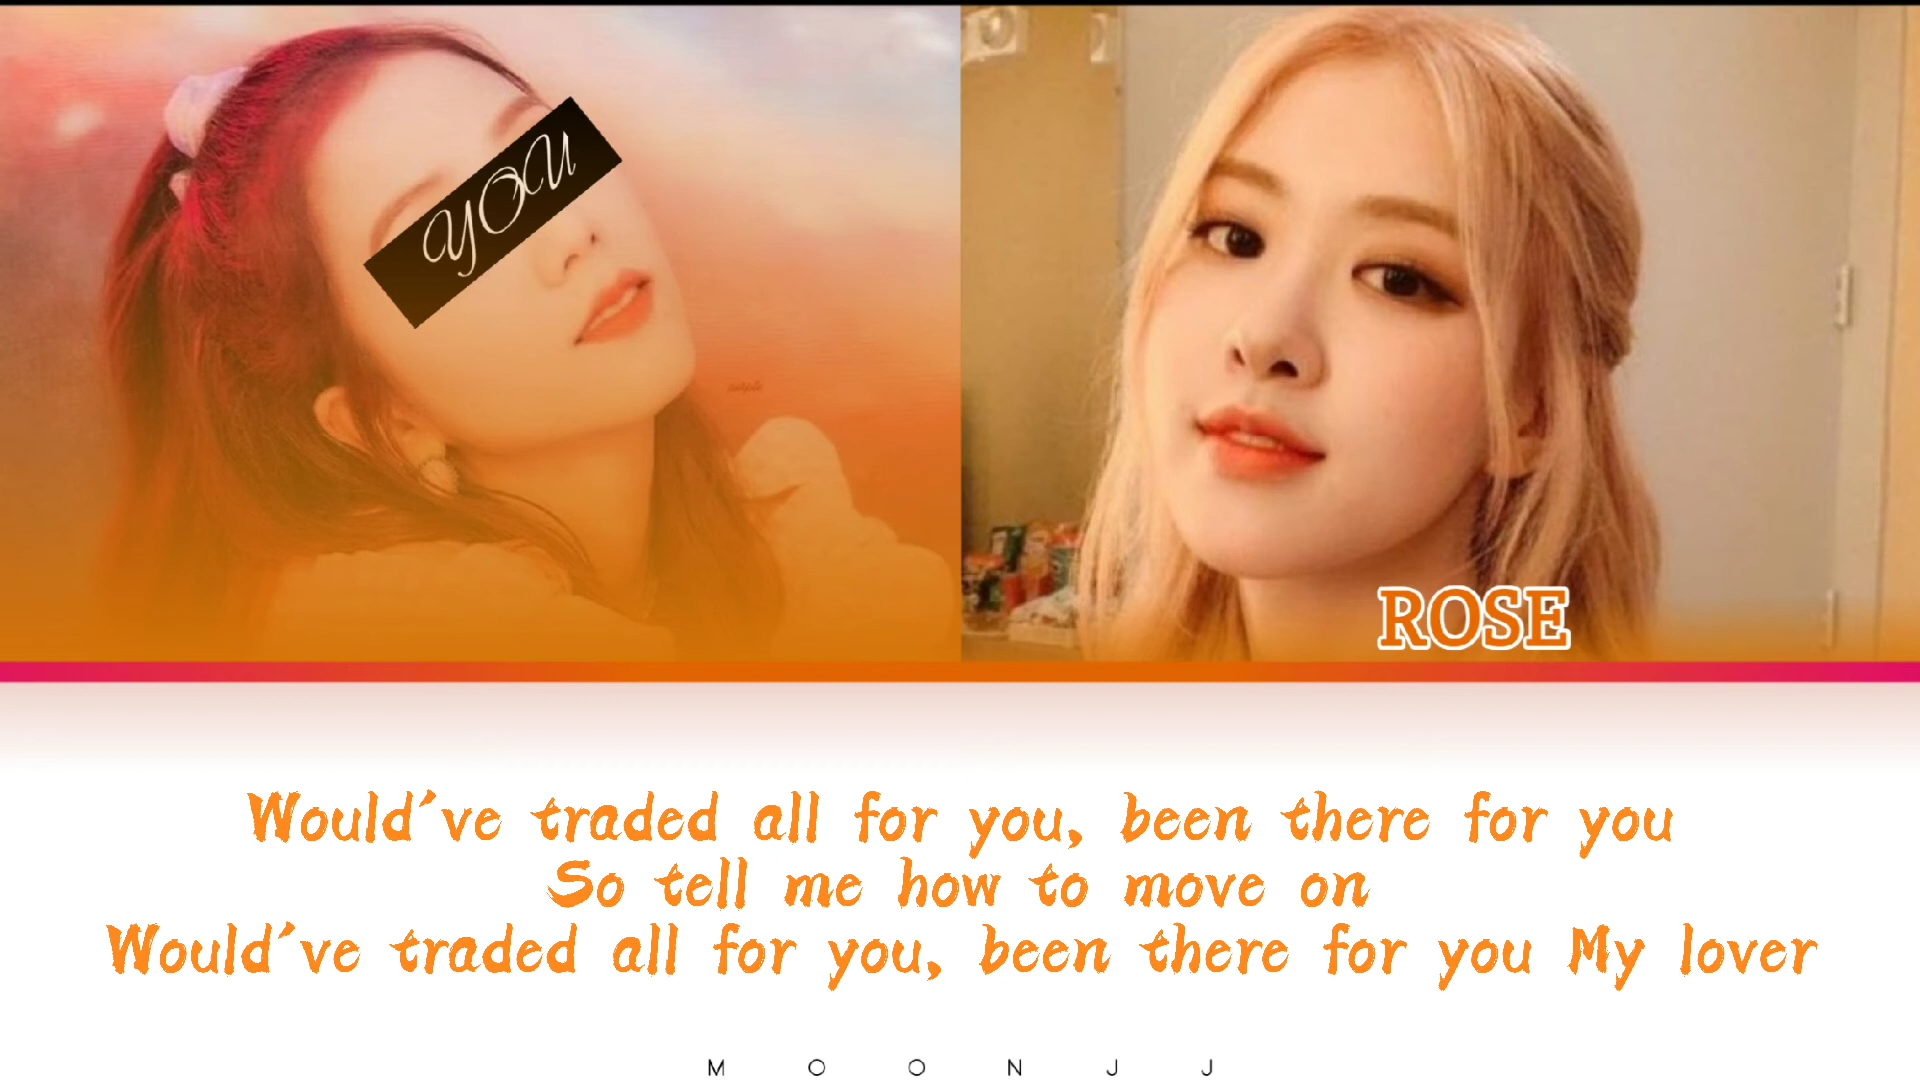 YOU
ROSE
Would've traded all for you, been there for you
So tell me how to move on
Would've traded all for you, been there for you My lover
MOONJJ